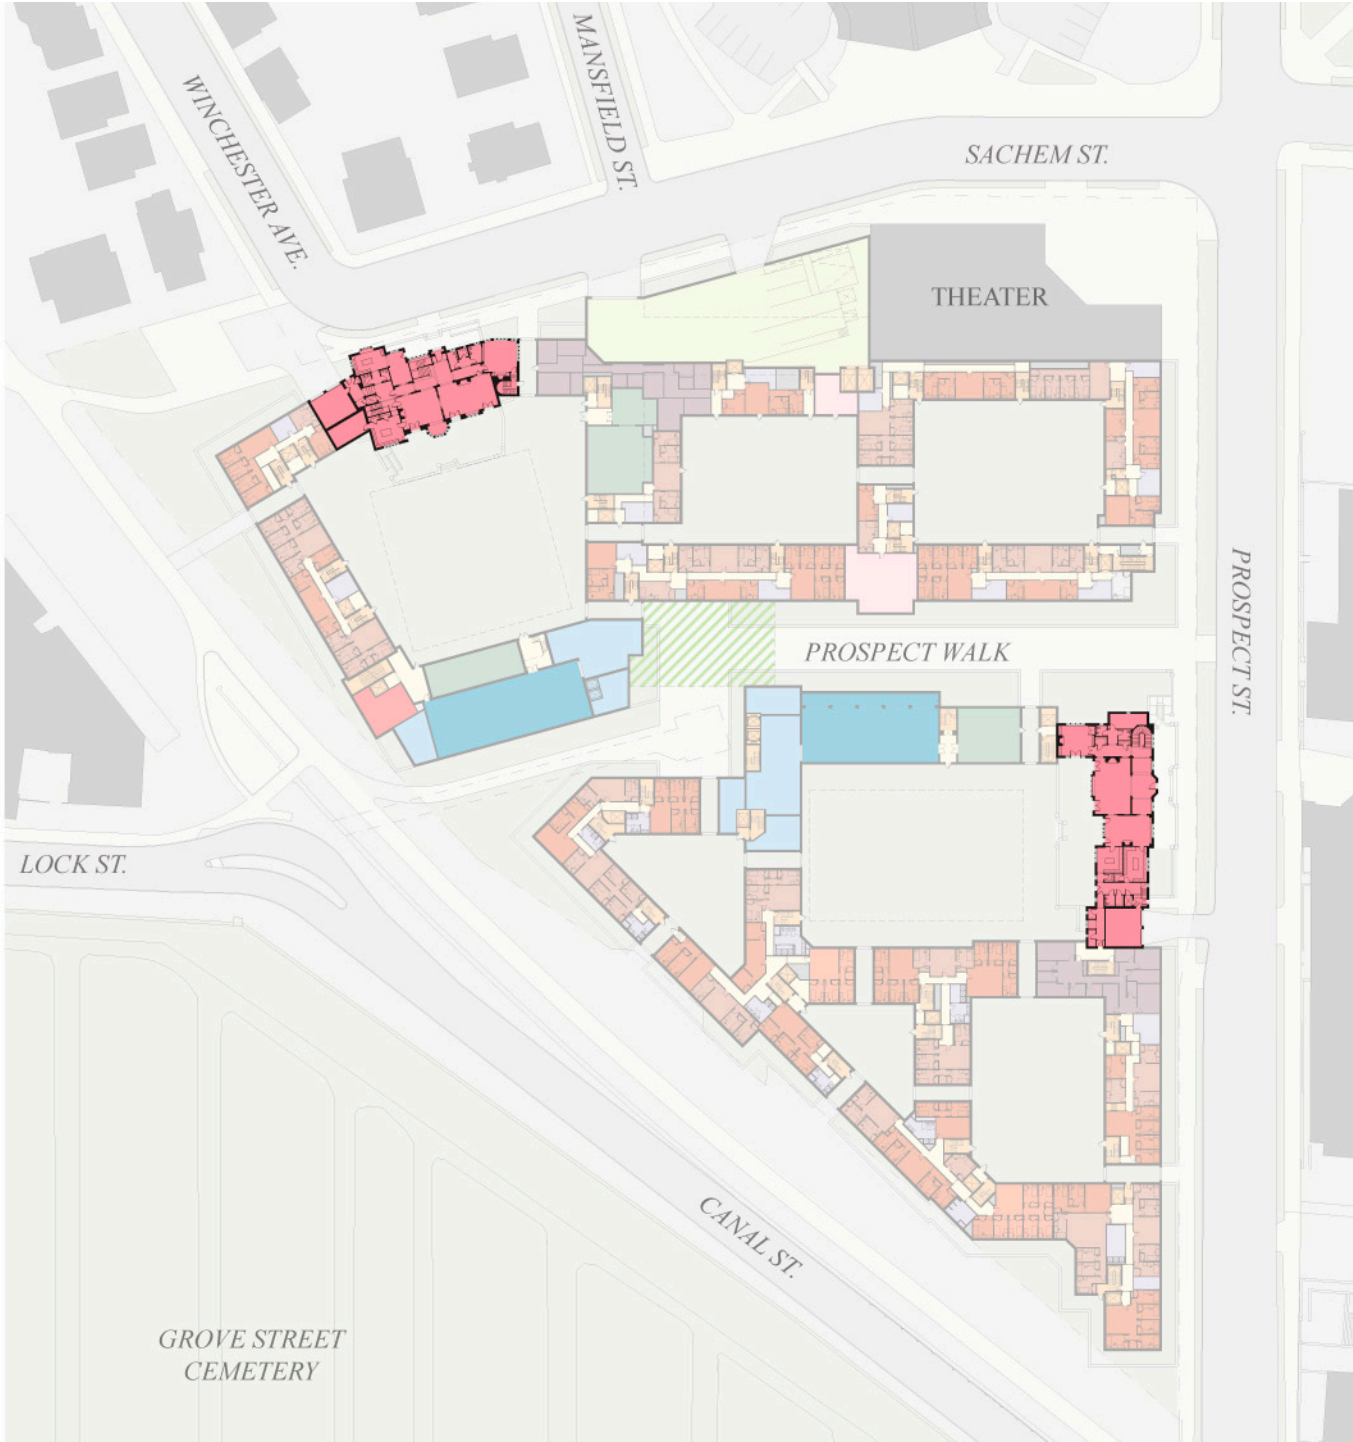 MANSFIELD ST.
WINCHESTER AVE.
SACHEM ST.
THEATER
PROSPECT ST.
PROSPECT WALK
LOCK ST.
CANAL ST.
GROVE STREET
CEMETERY